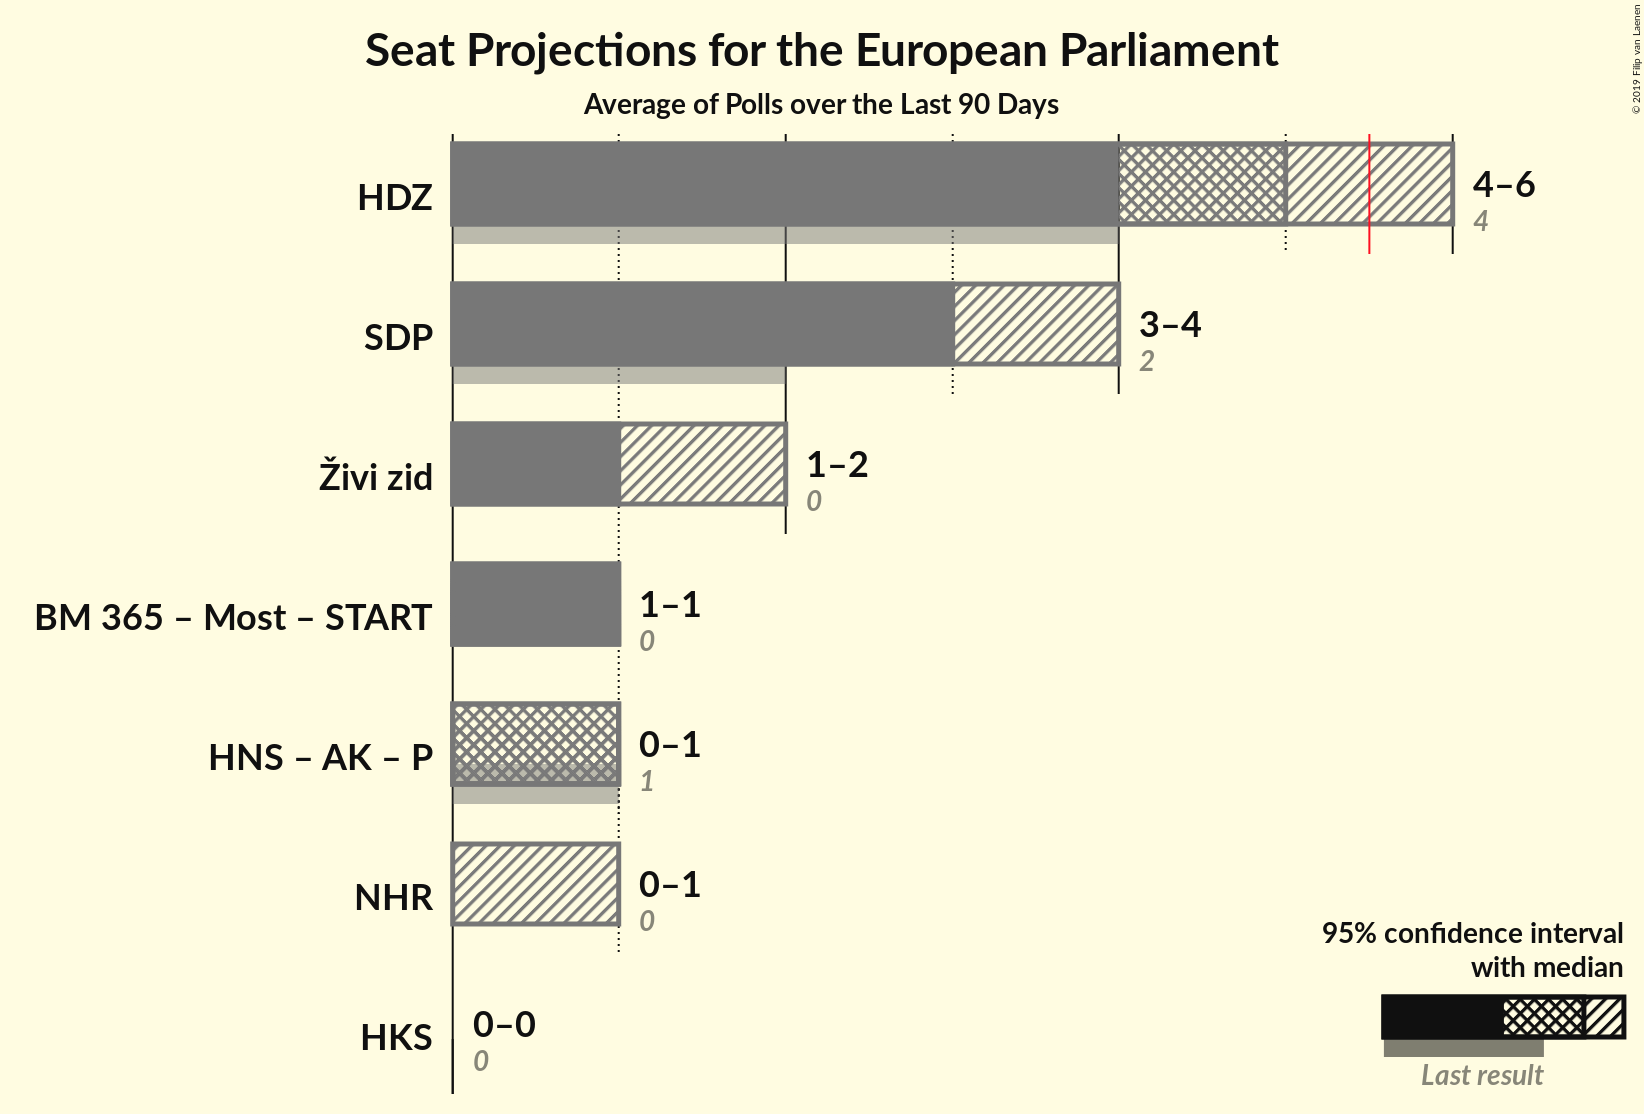 Seat Projections for the European Parliament
Average of Polls over the Last 90 Days
© 2019 Filip van Laenen
HDZ
4–6
4
SDP
3–4
2
Živi zid
1–2
0
BM 365 – Most – START
1–1
0
HNS – AK – P
0–1
1
NHR
0–1
0
HKS
0–0
0
95% confidence interval
with median
Last result